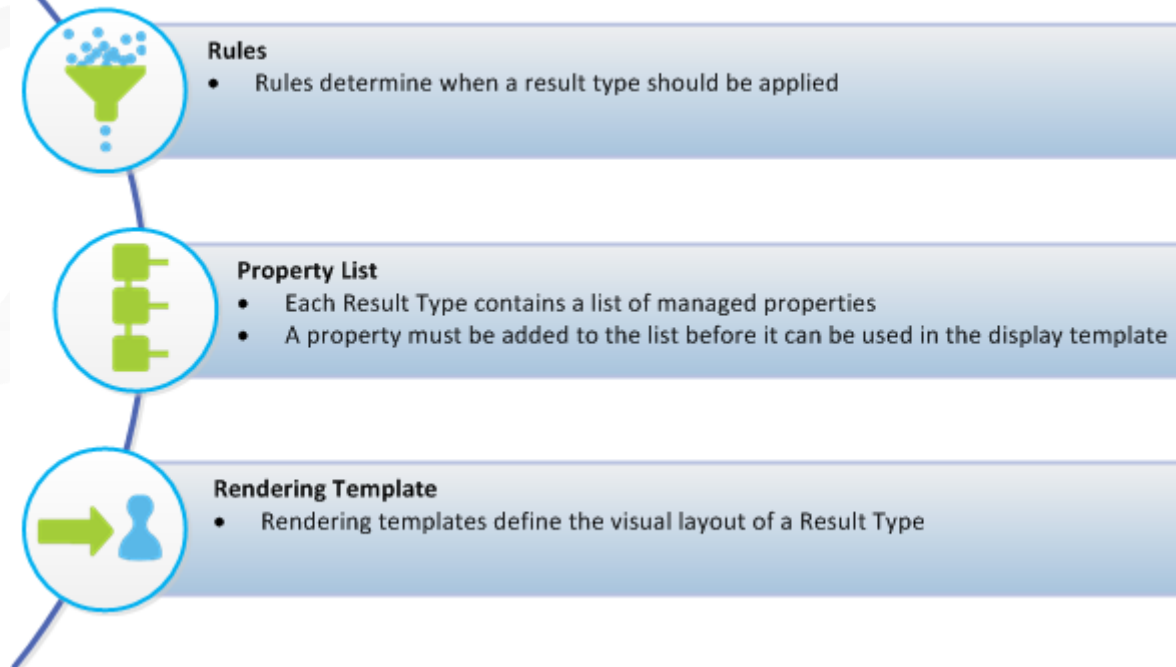 Rules
• Rules determine when a result type should be applied
Property List
• Each Result Type contains a list of managed properties
• A property must be added to the list before it can be used in the display template
Rendering Template
• Rendering templates define the visual layout of a Result Type